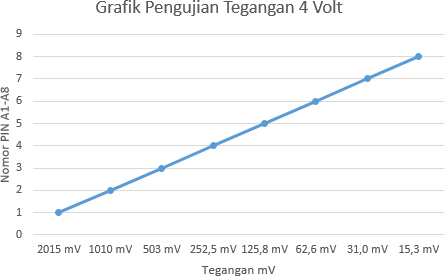 Grafik Pengujian Tegangan 4 Volt
Nomor PIN A1-A8
9
8
7
6
5
4
3
2
1
0
2015 mV 1010 mV 503 mV 252,5 mV 125,8 mV 62,6 mV 31,0 mV 15,3 mV
Tegangan mV